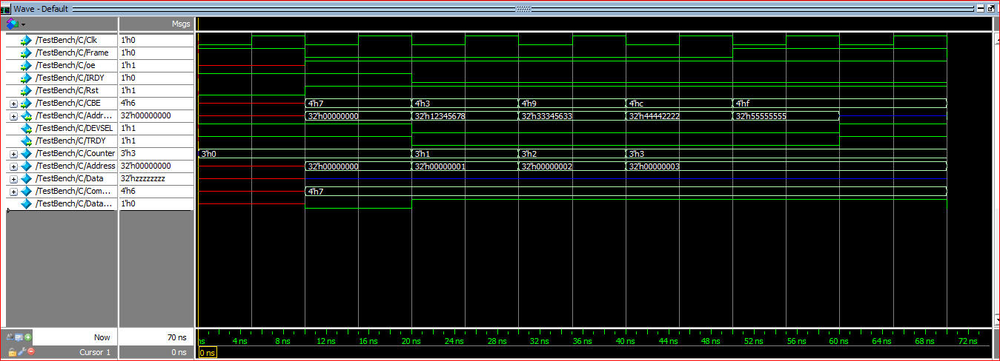 Wave - Default
Msgs
/TestBench/C/Clk 1'h0
/TestBench/C/Frame 1'h0
/TestBench/C/oe 1'h1
/TestBench/C/IRDY 1'h0
/TestBench/C/Rst 1'h1
/TestBench/C/CBE 4'h6 4'h7 4'h3 4'h9 4'hc 4'hf
/TestBench/C/Addr... 32'h00000000 32'h00000000 32'h12345678 32'h33345633 32'h44442222 32'h55555555
/TestBench/C/DEVSEL 1'h1
/TestBench/C/TRDY 1'h1
/TestBench/C/Counter 3'h3 3'h0 3'h1 3'h2 3'h3
/TestBench/C/Address 32'h00000000 32'h00000000 32'h00000001 32'h00000002 32'h00000003
/TestBench/C/Data 32'hzzzzzzzz
/TestBench/C/Com... 4'h6 4'h7
/TestBench/C/Data... 1'h0
Now 70 ns ns 4 ns 8 ns 12 ns 16 ns 20 ns 24 ns 28 ns 32 ns 36 ns 40 ns 44 ns 48 ns 52 ns 56 ns 60 ns 64 ns 68 ns 72 ns
Cursor 1 0 ns 0 ns